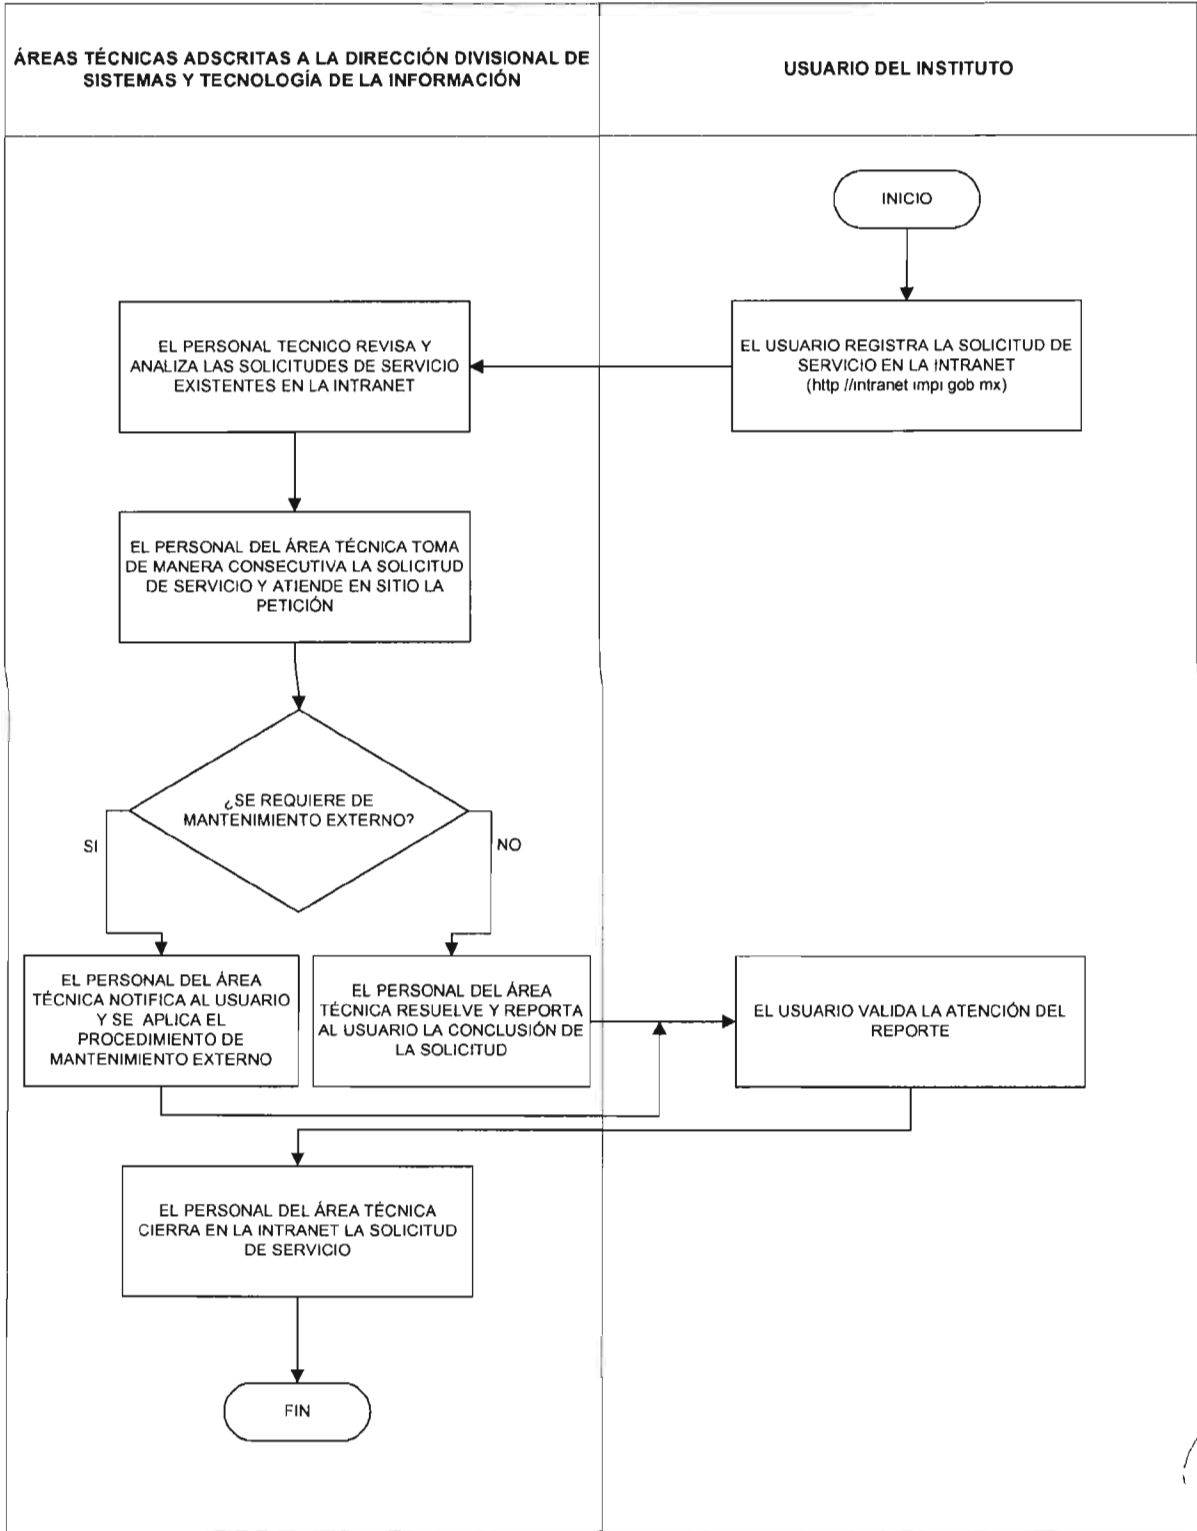 ÁREAS TÉCNICAS ADSCRITAS A LA DIRECCIÓN DIVISIONAL DE
SISTEMAS Y TECNOLOGÍA DE LA INFORMACIÓN
USUARIO DEL INSTITUTO
INICIO
EL USUARIO REGISTRA LA SOLICITUD DE
SERVICIO EN LA INTRANET
(http //intranet impi gob mx)
EL PERSONAL TECNICO REVISA Y
ANALIZA LAS SOLICITUDES DE SERVICIO
EXISTENTES EN LA INTRANET
EL PERSONAL DEL ÁREA TÉCNICA TOMA
DE MANERA CONSECUTIVA LA SOLICITUD
DE SERVICIO Y ATIENDE EN SITIO LA
PETICIÓN
¿SE REQUIERE DE
MANTENIMIENTO EXTERNO?
SI
NO
EL PERSONAL DEL ÁREA
TÉCNICA NOTIFICA AL USUARIO
Y SE APLICA EL
PROCEDIMIENTO DE
MANTENIMIENTO EXTERNO
EL PERSONAL DEL ÁREA
TÉCNICA RESUELVE Y REPORTA
AL USUARIO LA CONCLUSIÓN DE
LA SOLICITUD
EL USUARIO VALIDA LA ATENCIÓN DEL
REPORTE
EL PERSONAL DEL ÁREA TÉCNICA
CIERRA EN LA INTRANET LA SOLICITUD
DE SERVICIO
FIN